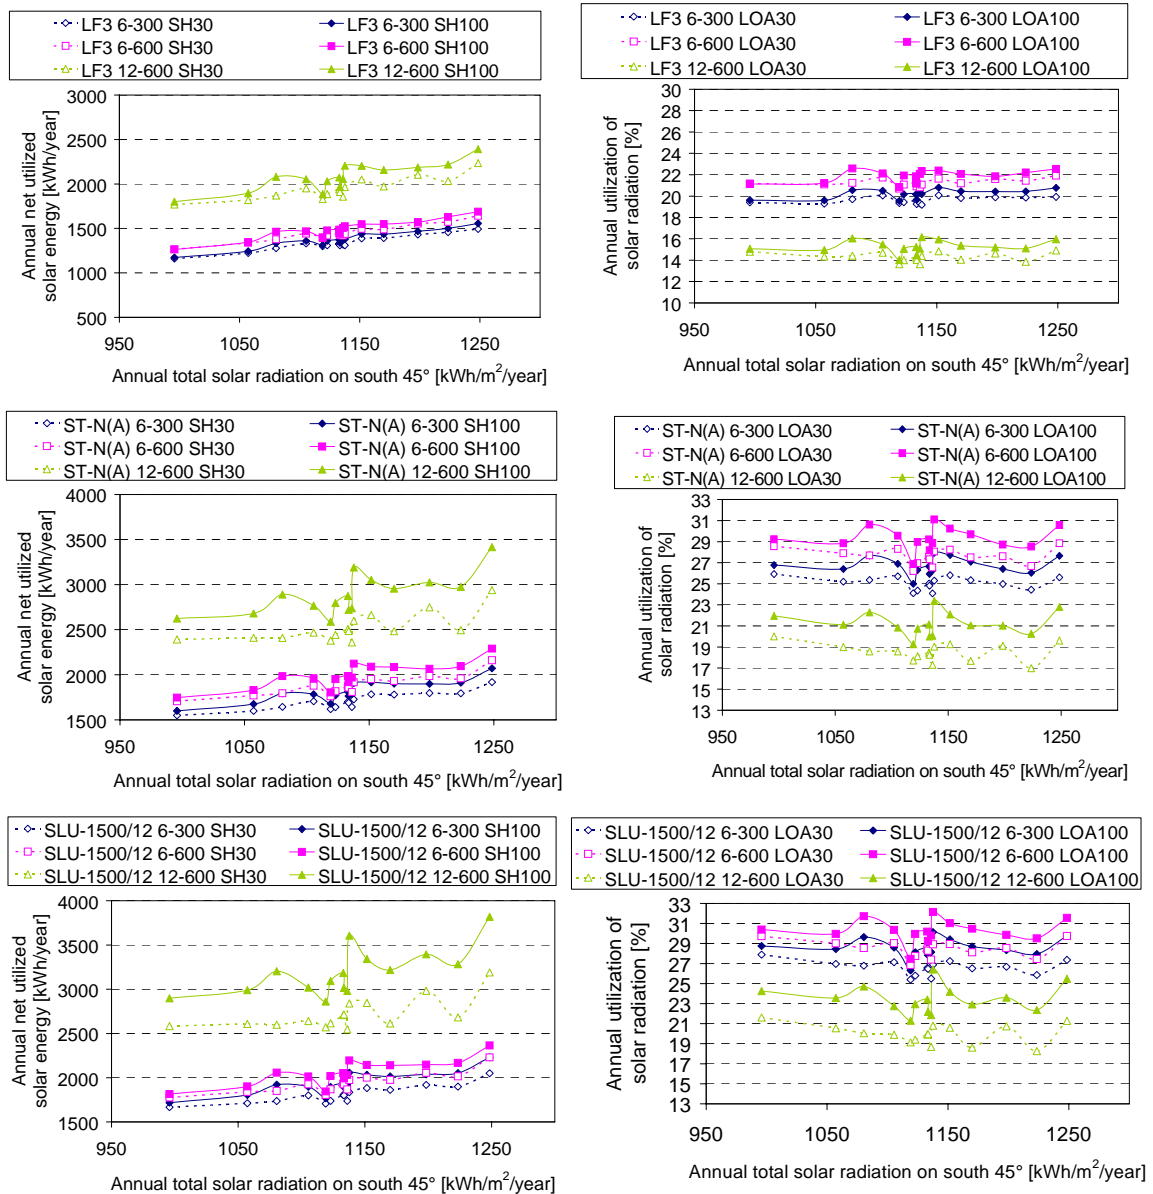 LF3 6-300 SH30
LF3 6-300 SH100
LF3 6-600 SH30
LF3 6-600 SH100
LF3 12-600 SH30
LF3 12-600 SH100
Annual net utilized
solar energy [kWh/year]
3000
2500
2000
1500
1000
500
950
1050
1150
1250
Annual total solar radiation on south 45° [kWh/m²/year]
LF3 6-300 LOA30
LF3 6-300 LOA100
LF3 6-600 LOA30
LF3 6-600 LOA100
LF3 12-600 LOA30
LF3 12-600 LOA100
Annual utilization of
solar radiation [%]
30
28
26
24
22
20
18
16
14
12
10
950
1050
1150
1250
Annual total solar radiation on south 45° [kWh/m²/year]
ST-N(A) 6-300 SH30
ST-N(A) 6-300 SH100
ST-N(A) 6-600 SH30
ST-N(A) 6-600 SH100
ST-N(A) 12-600 SH30
ST-N(A) 12-600 SH100
Annual net utilized
solar energy [kWh/year]
4000
3500
3000
2500
2000
1500
950
1050
1150
1250
Annual total solar radiation on south 45° [kWh/m²/year]
ST-N(A) 6-300 LOA30
ST-N(A) 6-300 LOA100
ST-N(A) 6-600 LOA30
ST-N(A) 6-600 LOA100
ST-N(A) 12-600 LOA30
ST-N(A) 12-600 LOA100
Annual utilization of
solar radiation [%]
33
31
29
27
25
23
21
19
17
15
13
950
1050
1150
1250
Annual total solar radiation on south 45° [kWh/m²/year]
SLU-1500/12 6-300 SH30
SLU-1500/12 6-300 SH100
SLU-1500/12 6-600 SH30
SLU-1500/12 6-600 SH100
SLU-1500/12 12-600 SH30
SLU-1500/12 12-600 SH100
Annual net utilized
solar energy [kWh/year]
4000
3500
3000
2500
2000
1500
950
1050
1150
1250
Annual total solar radiation on south 45° [kWh/m²/year]
SLU-1500/12 6-300 LOA30
SLU-1500/12 6-300 LOA100
SLU-1500/12 6-600 LOA30
SLU-1500/12 6-600 LOA100
SLU-1500/12 12-600 LOA30
SLU-1500/12 12-600 LOA100
Annual utilization of
solar radiation [%]
33
31
29
27
25
23
21
19
17
15
13
950
1050
1150
1250
Annual total solar radiation on south 45° [kWh/m²/year]